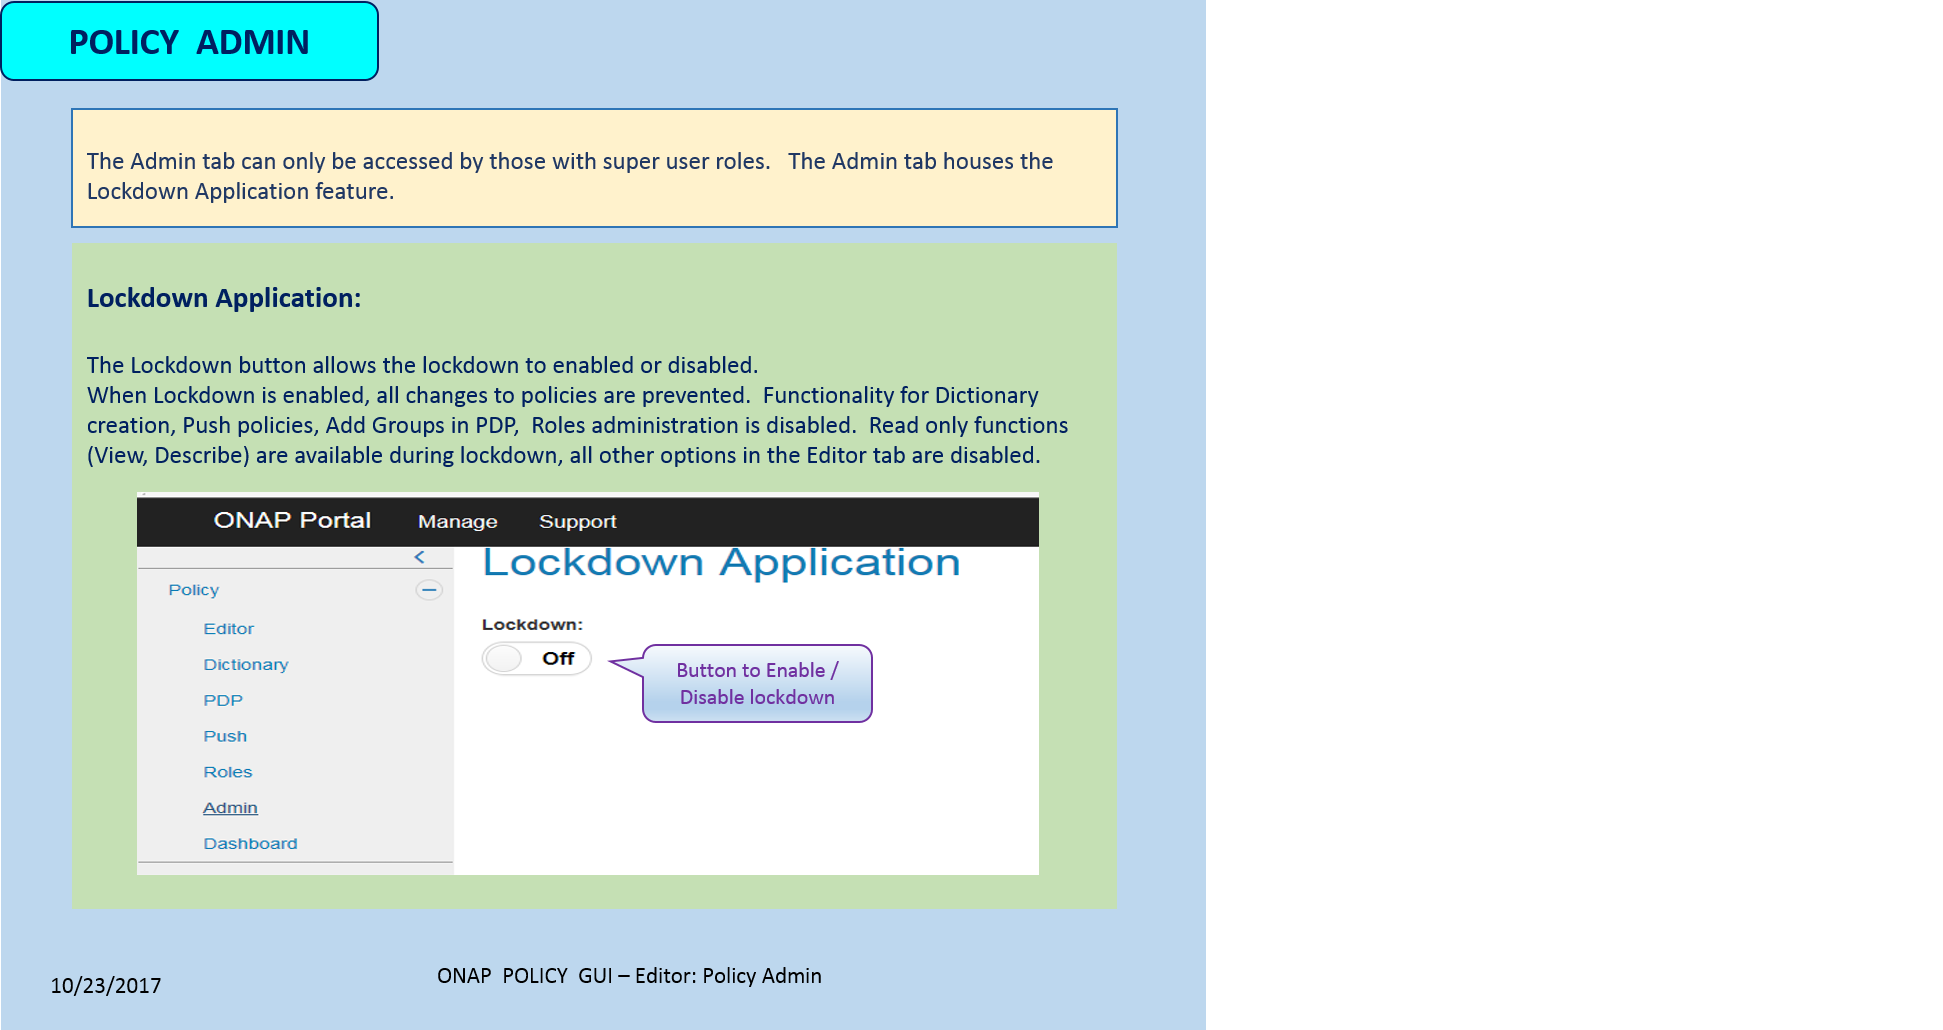 POLICY  ADMIN
The Admin tab can only be accessed by those with super user roles.   The Admin tab houses the
Lockdown Application feature.
Lockdown Application:
The Lockdown button allows the lockdown to enabled or disabled.
When Lockdown is enabled, all changes to policies are prevented.  Functionality for Dictionary
creation, Push policies, Add Groups in PDP,  Roles administration is disabled.  Read only functions
(View, Describe) are available during lockdown, all other options in the Editor tab are disabled.
ONAP Portal Manage Support
Lockdown Application
Policy
Editor
Dictionary
PDP
Push
Roles
Admin
Dashboard
Lockdown:
Off
Button to Enable /
Disable lockdown
10/23/2017
ONAP  POLICY  GUI – Editor: Policy Admin